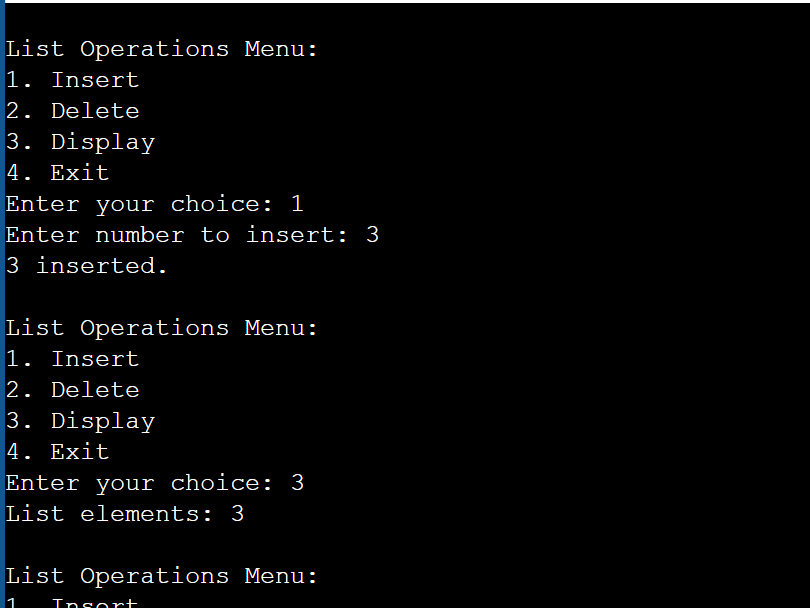 List Operations Menu:
1. Insert
2. Delete
3. Display
4. Exit
Enter your choice: 1
Enter number to insert: 3
3 inserted.
List Operations Menu:
1. Insert
2. Delete
3. Display
4. Exit
Enter your choice: 3
List elements: 3
List Operations Menu:
1. Insert